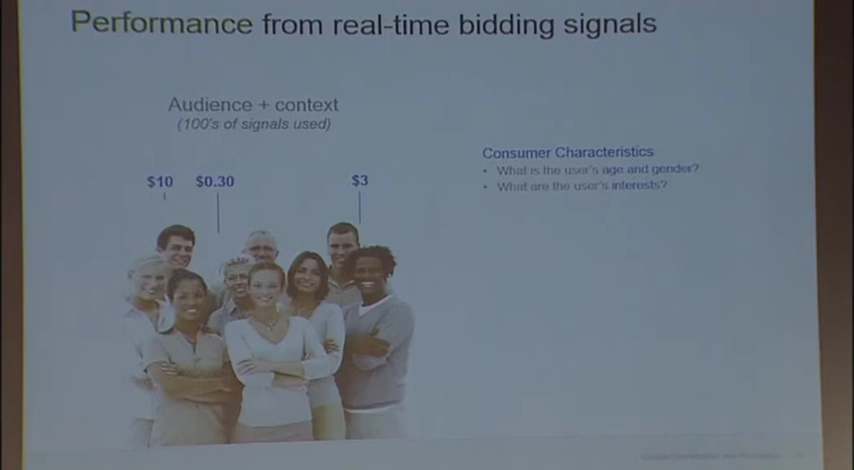 Performance from real-time bidding signals
Audience + context
(100's of signals used)
$10 $0.30 $3
Consumer Characteristics
• What is the user's age and gender?
• What are the user's interests?